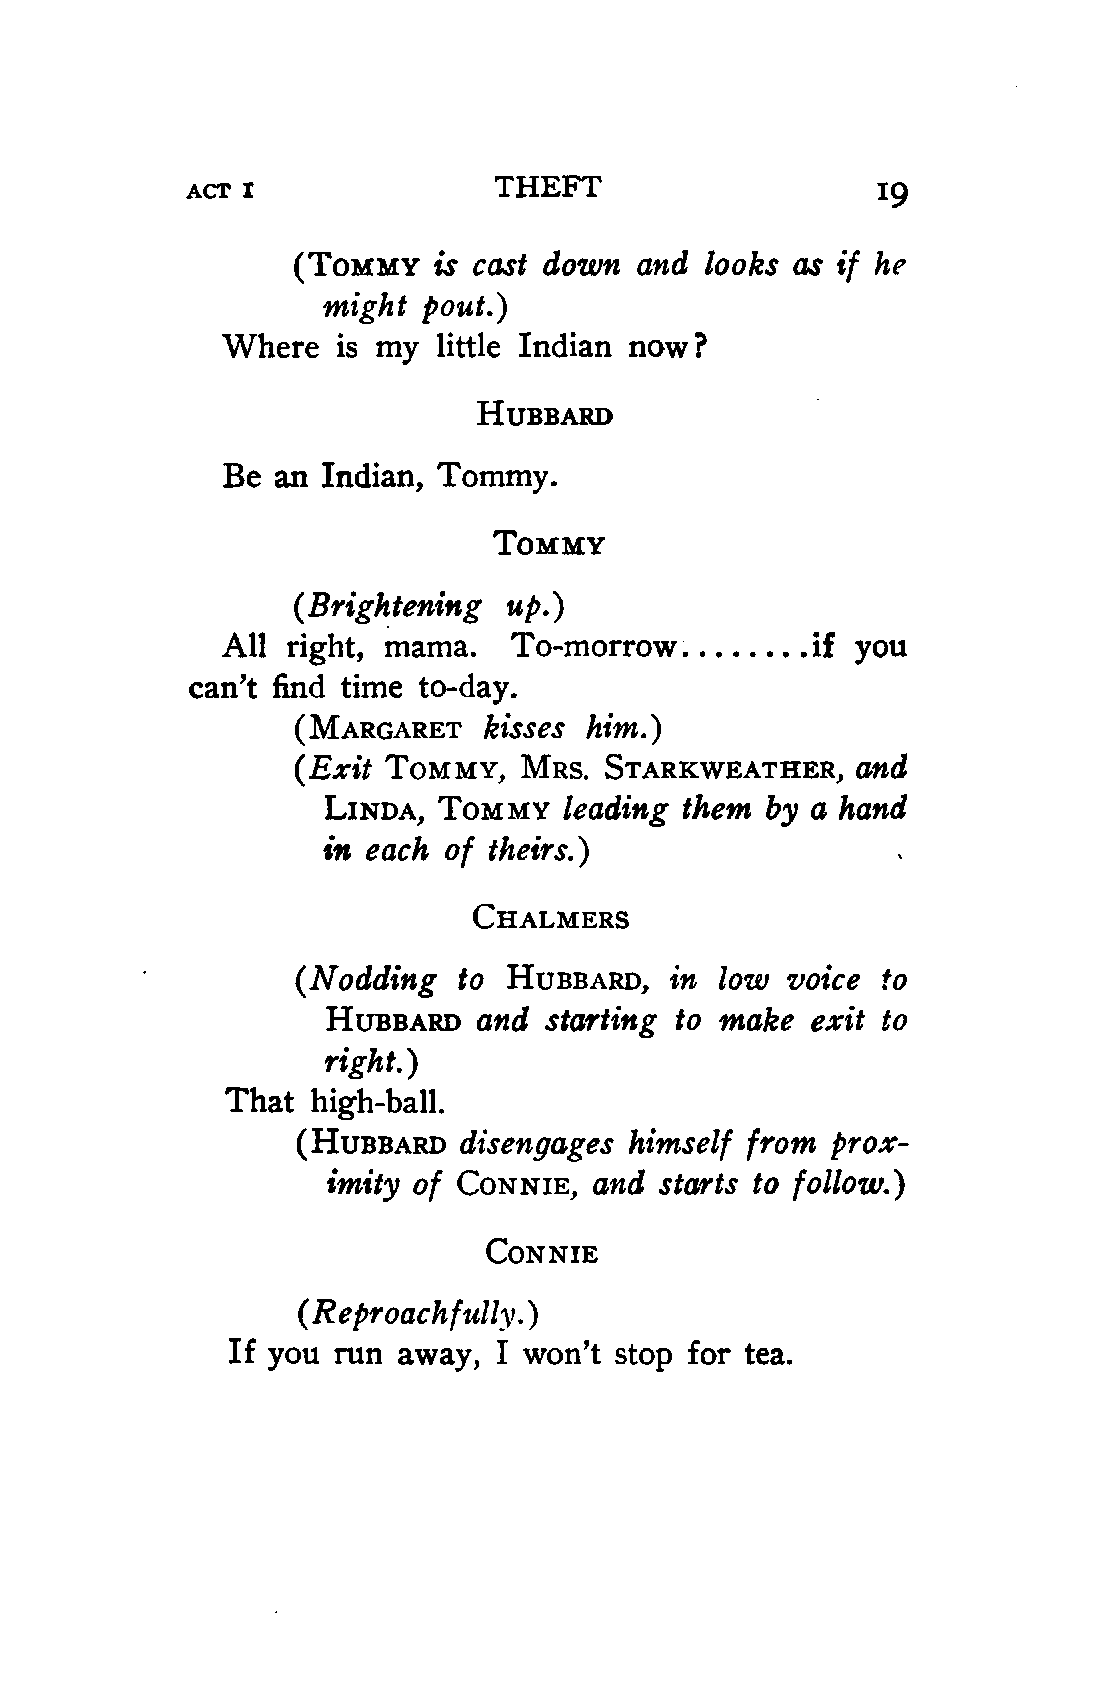 ACT I THEFT 19
(TOMMY is cast down and looks as if he
might pout.)
Where is my little Indian now?
HUBBARD
Be an Indian, Tommy.
TOMMY
(Brightening up.)
All right, mama. To-morrow........if you
can't find time to-day.
(MARGARET kisses him.)
(Exit TOMMY, MRS. STARKWEATHER, and
LINDA, TOMMY leading them by a hand
in each of theirs.)
CHALMERS
(Nodding to HUBBARD, in low voice to
HUBBARD and starting to make exit to
right.)
That high-ball.
(HUBBARD disengages himself from prox-
imity of CONNIE, and starts to follow.)
CONNIE
(Reproachfully.)
If you run away, I won't stop for tea.